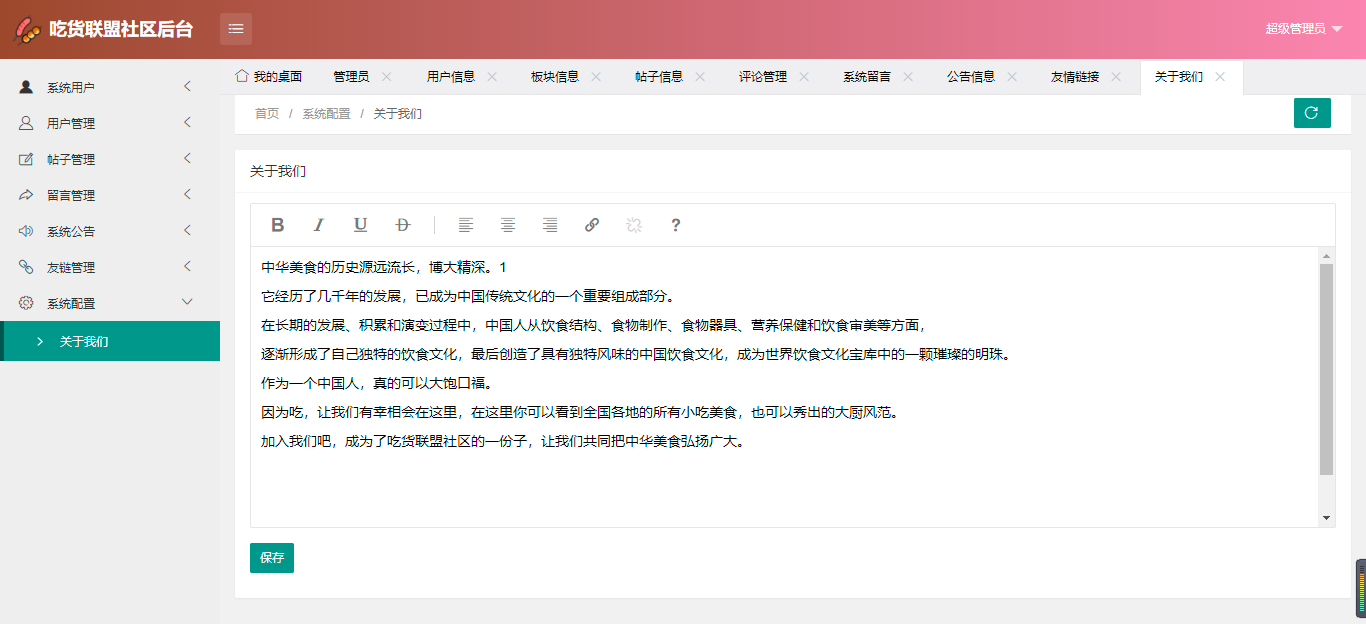 吃货联盟社区后台
超级管理员
系统用户
用户管理
帖子管理
留言管理
系统公告
友链管理
系统配置
关于我们
我的桌面 管理员 用户信息 板块信息 帖子信息 评论管理 系统留言 公告信息 友情链接 关于我们
首页 / 系统配置 / 关于我们
关于我们
B I U D ?
中华美食的历史源远流长，博大精深。1
它经历了几千年的发展，已成为中国传统文化的一个重要组成部分。
在长期的发展、积累和演变过程中，中国人从饮食结构、食物制作、食物器具、营养保健和饮食审美等方面，
逐渐形成了自己独特的饮食文化，最后创造了具有独特风味的中国饮食文化，成为世界饮食文化宝库中的一颗璀璨的明珠。
作为一个中国人，真的可以大饱口福。
因为吃，让我们有幸相会在这里，在这里你可以看到全国各地的所有小吃美食，也可以秀出的大厨风范。
加入我们吧，成为了吃货联盟社区的一份子，让我们共同把中华美食弘扬广大。
保存